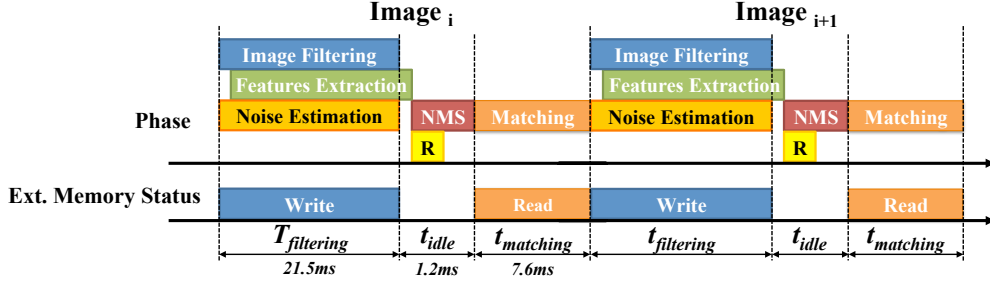 Image i Image i+1
Image Filtering Image Filtering
Features Extraction Features Extraction
Phase Noise Estimation NMS Matching Noise Estimation NMS Matching
R R
Ext. Memory Status Write Read Write Read
Tfiltering tidle tmatching tfiltering tidle tmatching
21.5ms 1.2ms 7.6ms